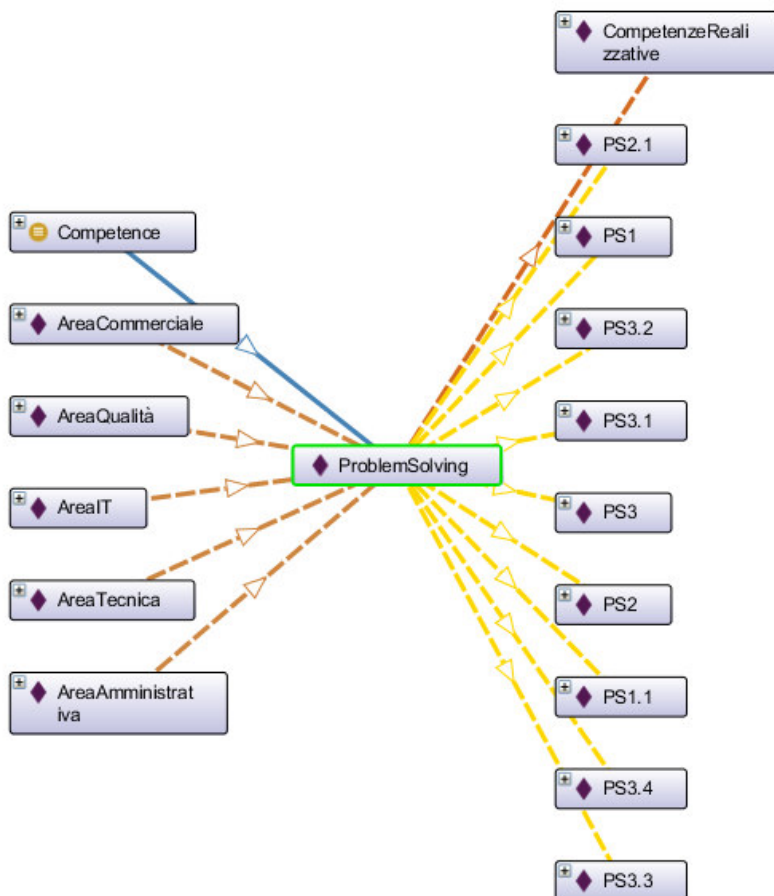 CompetenzeReali
zzative
PS2.1
Competence
PS1
AreaCommerciale
PS3.2
AreaQualità
PS3.1
ProblemSolving
AreaIT
PS3
AreaTecnica
PS2
AreaAmministrat
iva
PS1.1
PS3.4
PS3.3